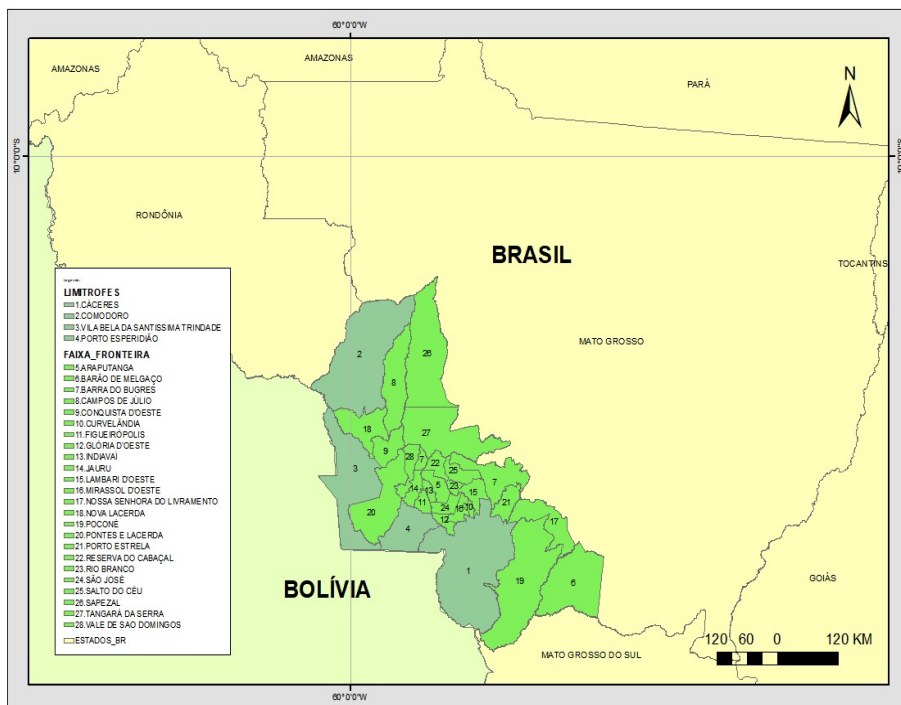 60°0'0"W
AMAZONAS
AMAZONAS
PARÁ
N
10°0'0"S
RONDÔNIA
BRASIL
TOCANTINS
MATO GROSSO
LIMITROFES
1.CÁCERES
2.COMODORO
3.VILA BELA DA SANTISSIMA TRINDADE
4.PORTO ESPERIDIÃO
FAIXA_FRONTEIRA
5.ARAPUTANGA
6.BARÃO DE MELGAÇO
7.BARRA DO BUGRES
8.CAMPOS DE JÚLIO
9.CONQUISTA D'OESTE
10.CURVELÂNDIA
11.FIGUEIRÓPOLIS
12.GLÓRIA D'OESTE
13.INDIAVAÍ
14.JAURU
15.LAMBARI D'OESTE
16.MIRASSOL D'OESTE
17.NOSSA SENHORA DO LIVRAMENTO
18.NOVA LACERDA
19.POCONÉ
20.PONTES E LACERDA
21.PORTO ESTRELA
22.RESERVA DO CABAÇAL
23.RIO BRANCO
24.SÃO JOSÉ
25.SALTO DO CÉU
26.SAPEZAL
27.TANGARÁ DA SERRA
28.VALE DE SAO DOMINGOS
ESTADOS_BR
2
8
26
18
27
9
28
7
22
25
3
14
13
5
23
15
7
21
11
24
16
10
20
12
4
17
1
19
6
BOLÍVIA
GOIÁS
MATO GROSSO DO SUL
120 60 0 120 KM
60°0'0"W